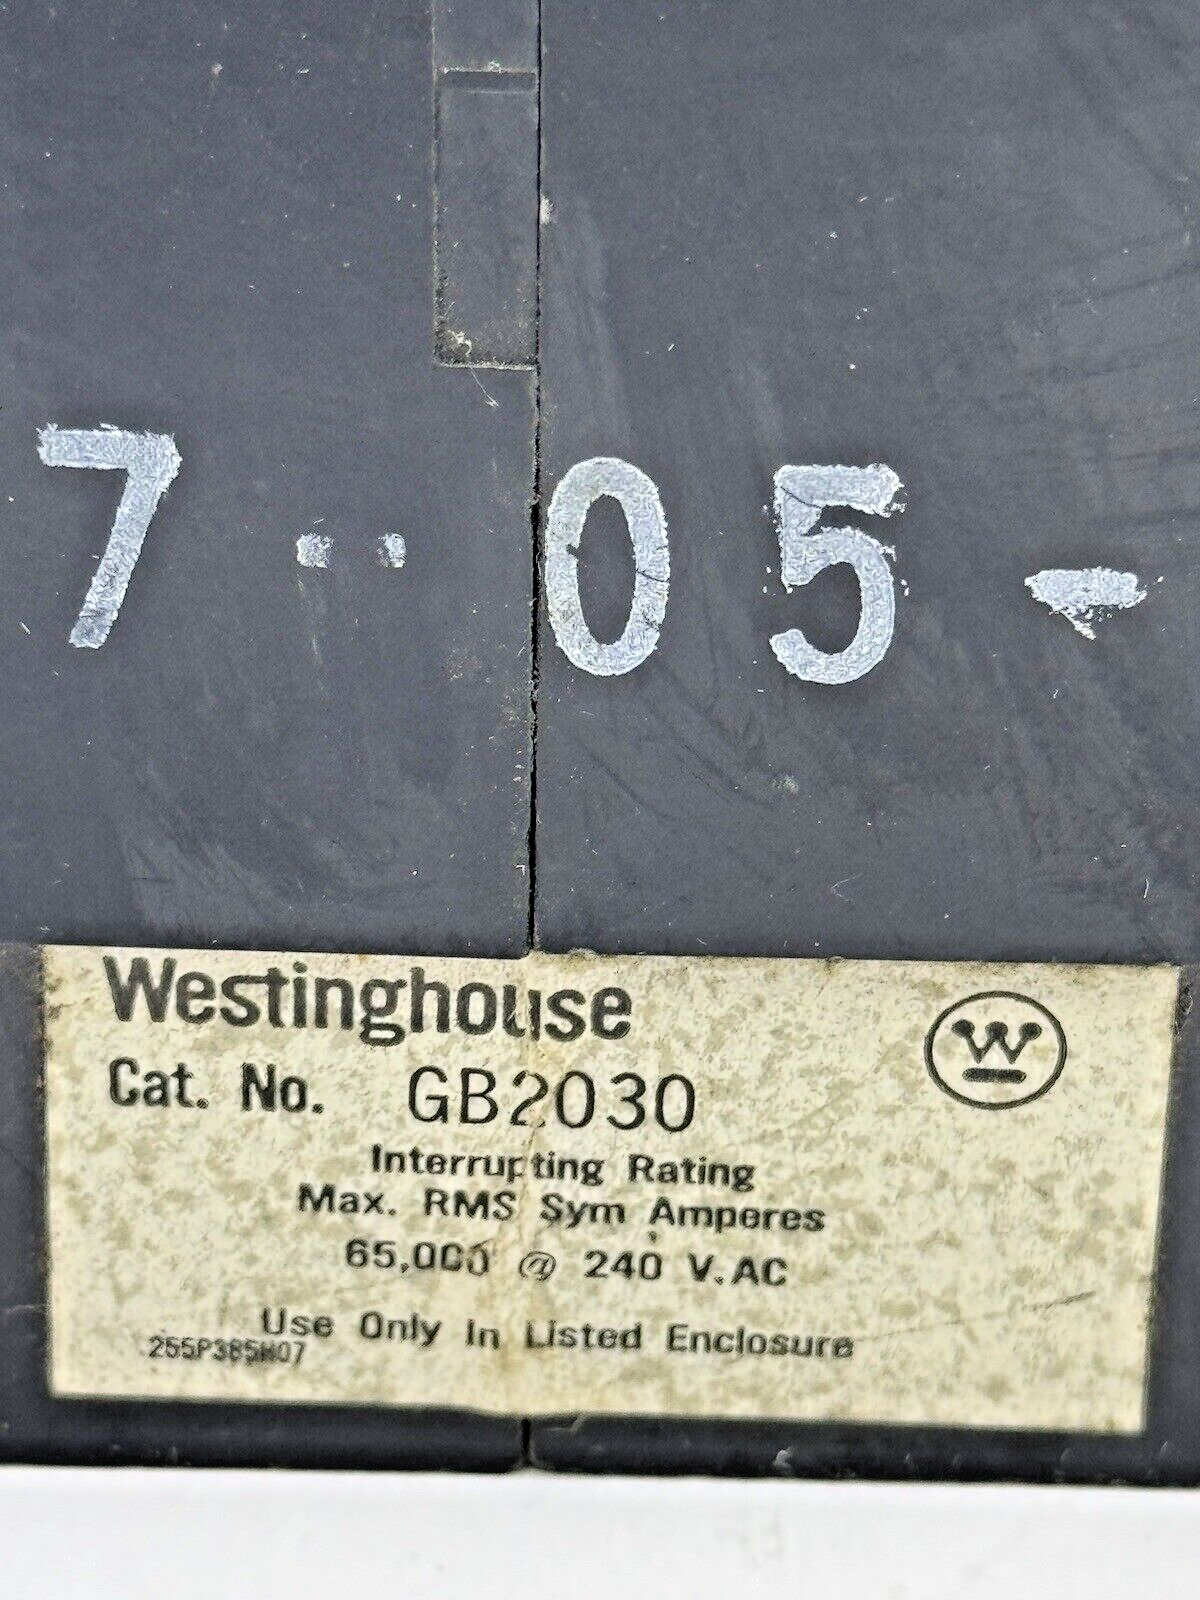 7 -- 05 -
Westinghouse
W
Cat. No. GB2030
Interrupting Rating
Max. RMS Sym Amperes
65,000 @ 240 V.AC
Use Only In Listed Enclosure
255P385H07